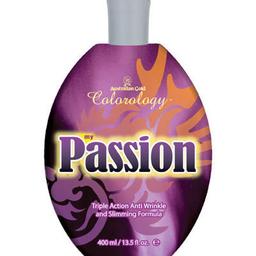 Australian Gold
Colorology
my
Passion
Triple Action Anti Wrinkle
and Slimming Formula
400 ml / 13.5 fl. oz. e